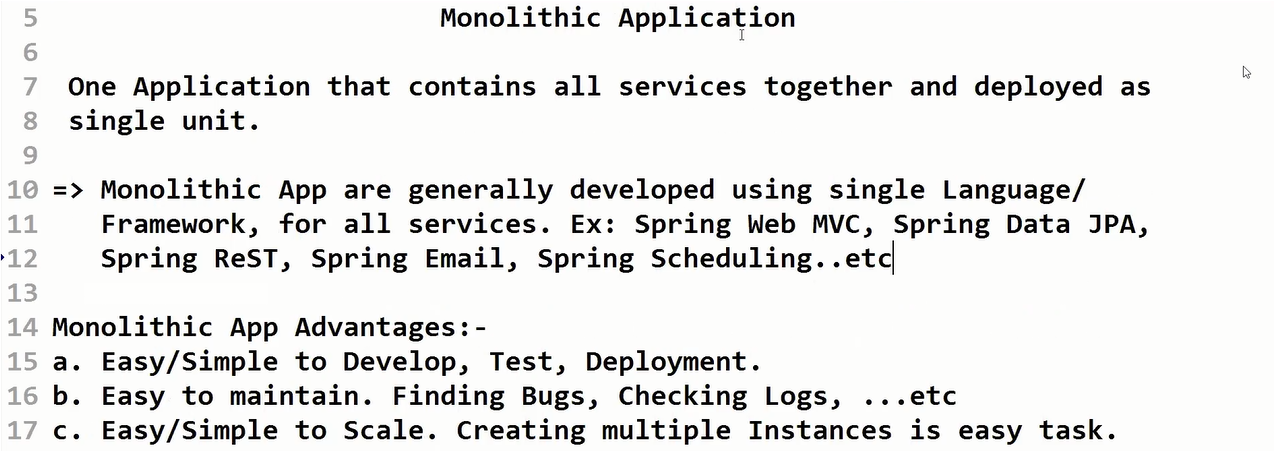 5 Monolithic Application
6
7 One Application that contains all services together and deployed as
8 single unit.
9
10 => Monolithic App are generally developed using single Language/
11 Framework, for all services. Ex: Spring Web MVC, Spring Data JPA,
12 Spring ReST, Spring Email, Spring Scheduling..etc
13
14 Monolithic App Advantages:-
15 a. Easy/Simple to Develop, Test, Deployment.
16 b. Easy to maintain. Finding Bugs, Checking Logs, ...etc
17 c. Easy/Simple to Scale. Creating multiple Instances is easy task.